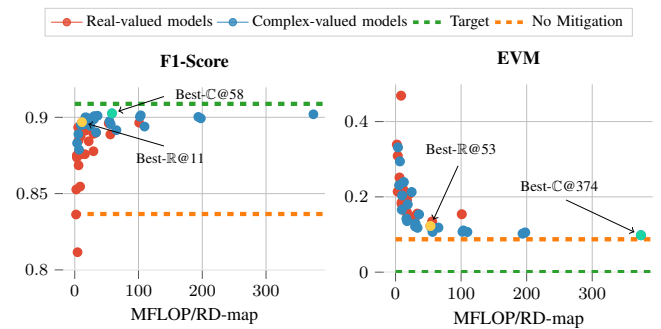 Real-valued models Complex-valued models Target No Mitigation
F1-Score
Best-ℂ@58
0.9
Best-ℝ@11
0.85
0.8
0 100 200 300
MFLOP/RD-map
EVM
0.4
Best-ℝ@53
Best-ℂ@374
0.2
0
0 100 200 300
MFLOP/RD-map